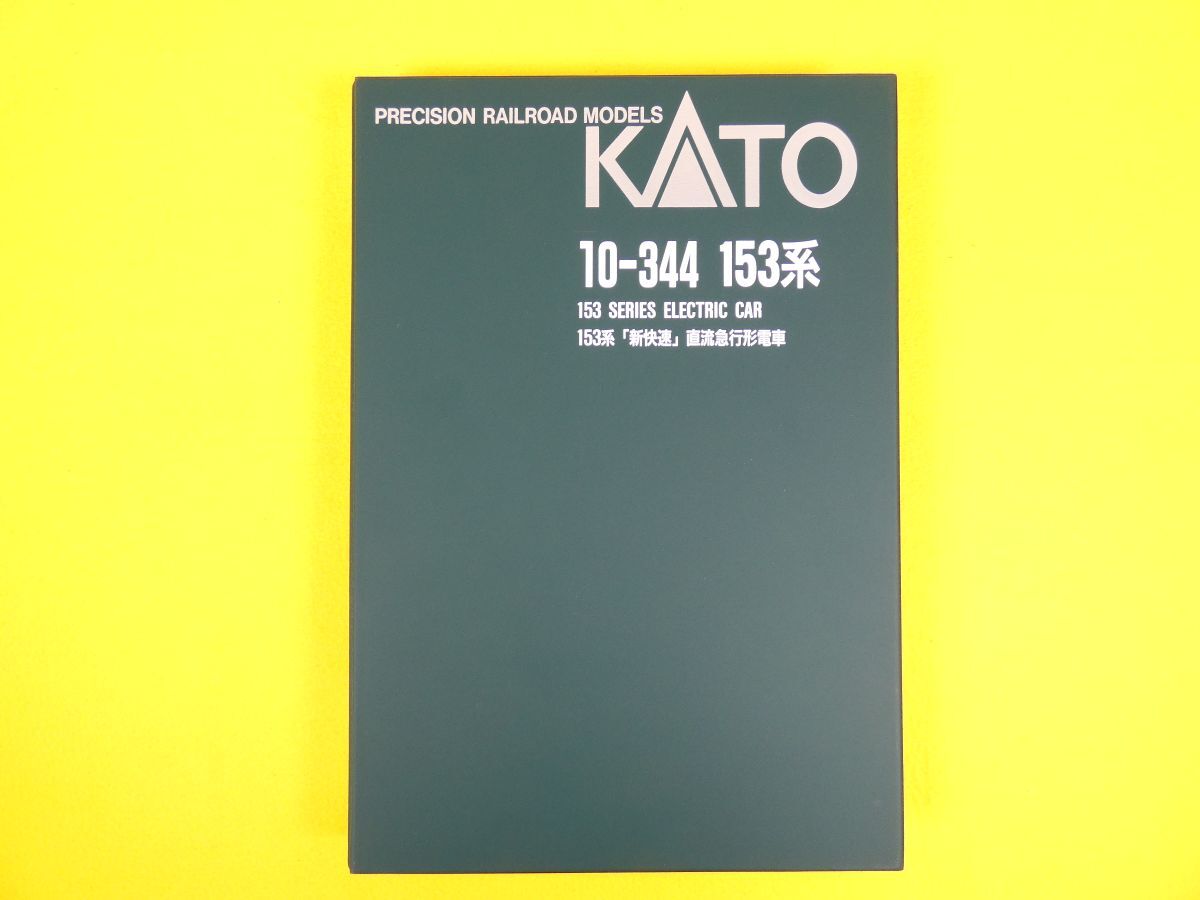 PRECISION RAILROAD MODELS
KATO
10-344 153系
153 SERIES ELECTRIC CAR
153系「新快速」直流急行形電車